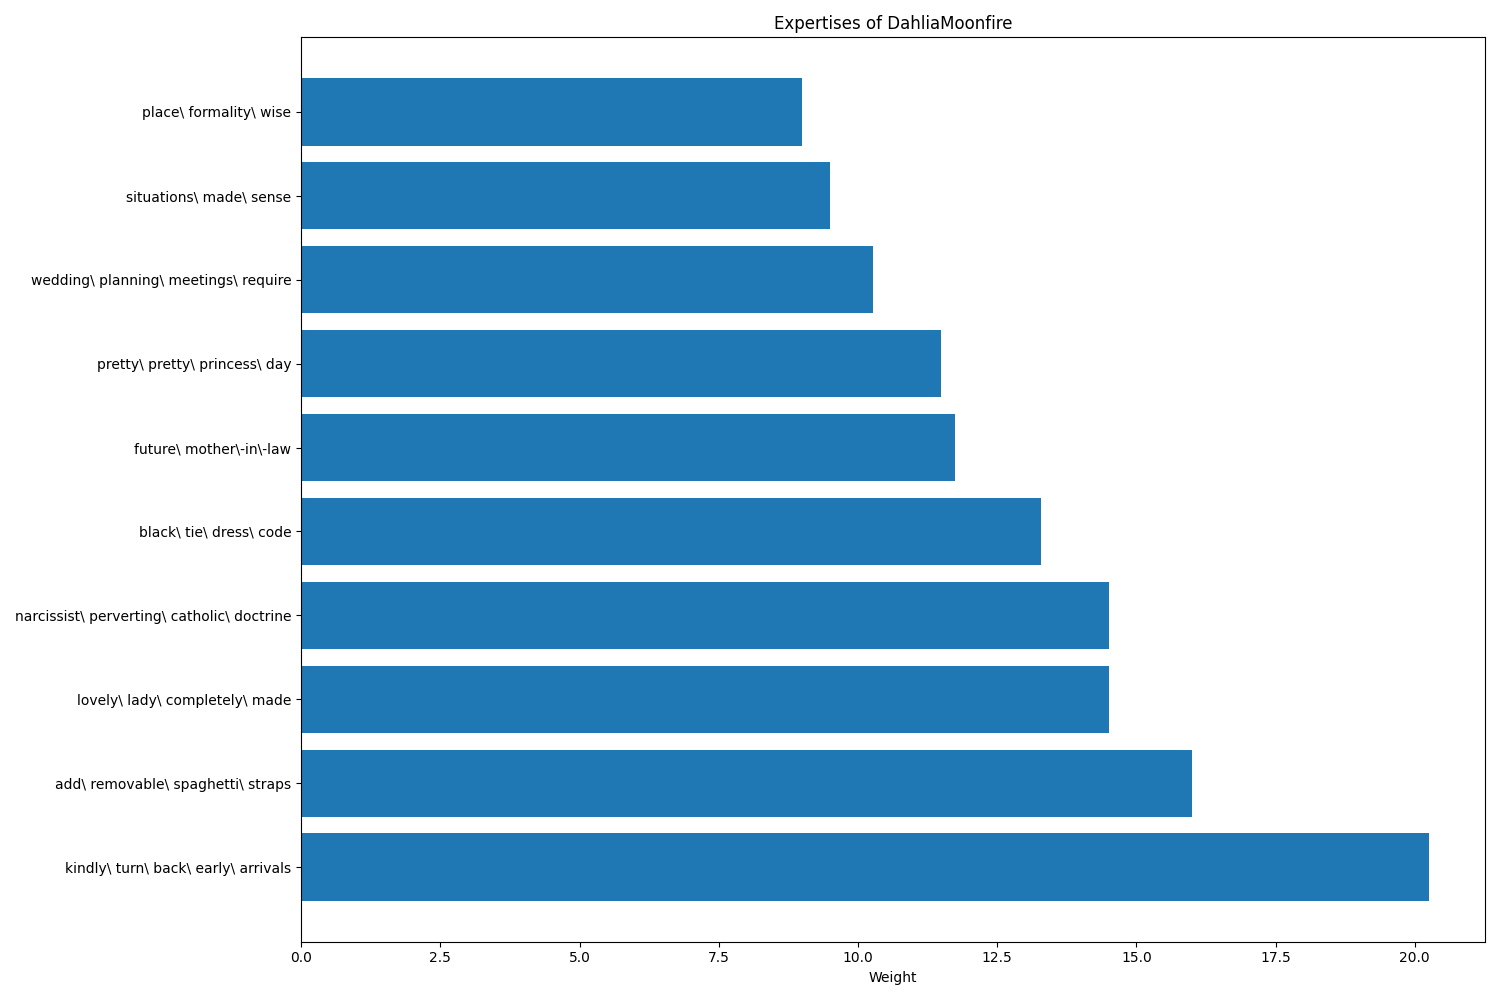 Expertises of DahliaMoonfire
place\ formality\ wise
situations\ made\ sense
wedding\ planning\ meetings\ require
pretty\ pretty\ princess\ day
future\ mother\-in\-law
black\ tie\ dress\ code
narcissist\ perverting\ catholic\ doctrine
lovely\ lady\ completely\ made
add\ removable\ spaghetti\ straps
kindly\ turn\ back\ early\ arrivals
0.0 2.5 5.0 7.5 10.0 12.5 15.0 17.5 20.0
Weight